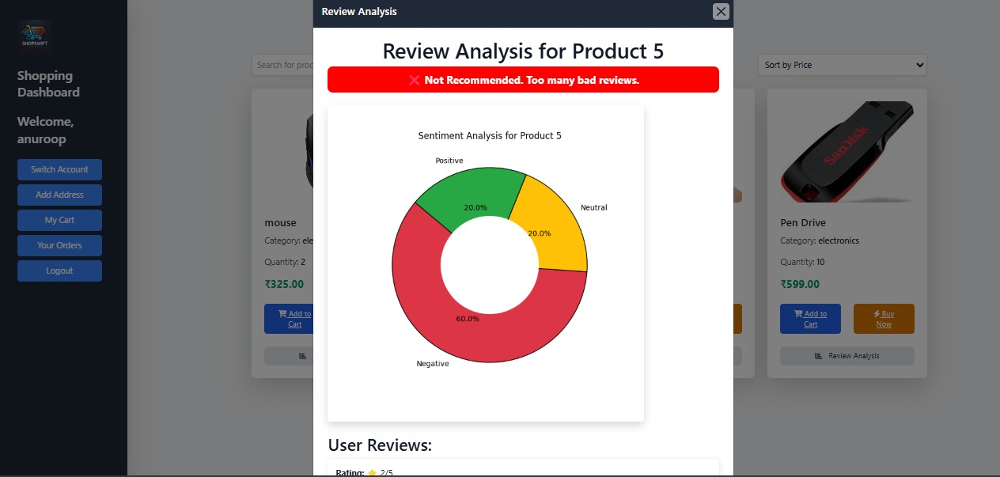 SHOPSWIFT
Shopping
Dashboard
Welcome,
anuroop
Switch Account
Add Address
My Cart
Your Orders
Logout
Search for proc
Sort by Price
mouse
Category: ele
Quantity: 2
₹325.00
Add to
Cart
Review Analysis
Review Analysis for Product 5
❌ Not Recommended. Too many bad reviews.
Sentiment Analysis for Product 5
Positive
20.0%
Neutral
20.0%
60.0%
Negative
User Reviews:
Rating: ⭐ 2/5
SanDisk
Pen Drive
Category: electronics
Quantity: 10
₹599.00
Add to
Cart
Buy
Now
Review Analysis